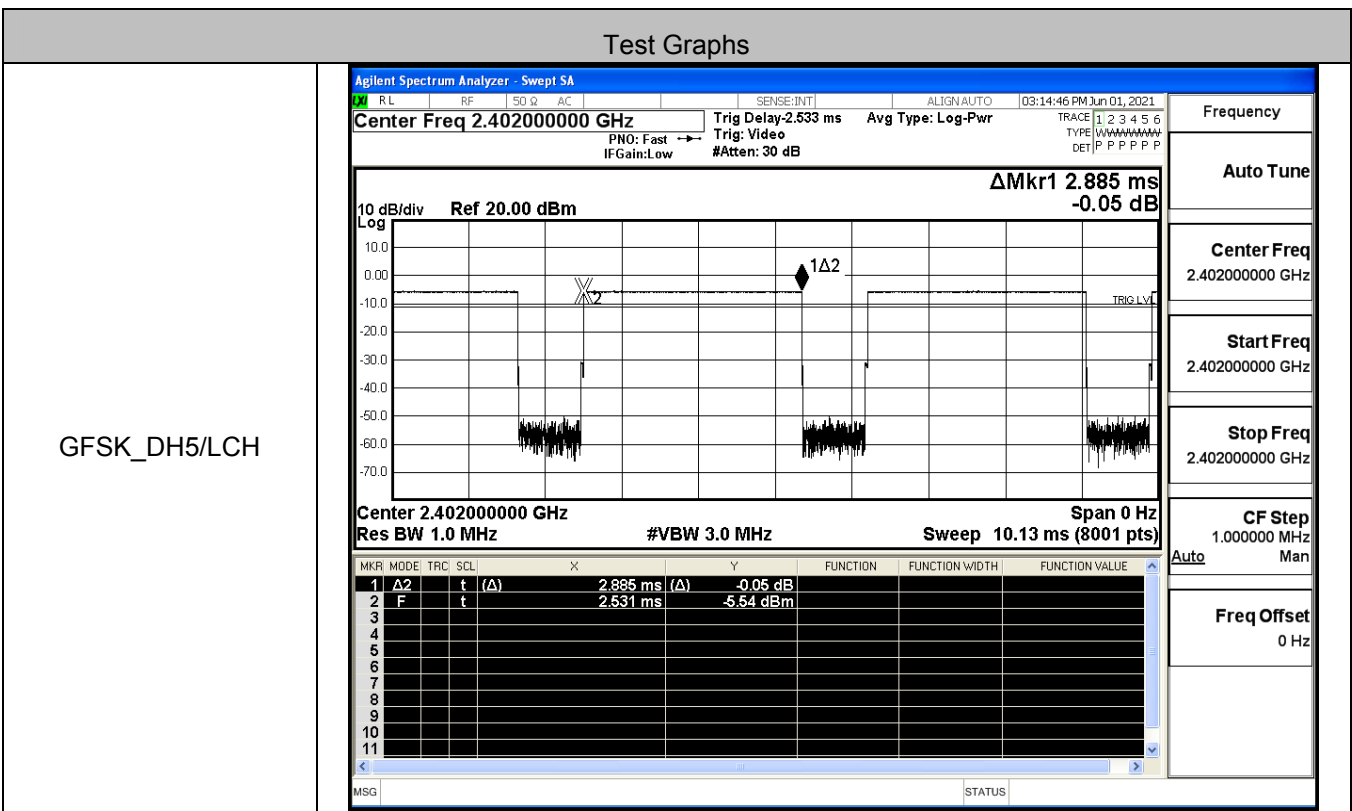 Test Graphs
GFSK_DH5/LCH
Agilent Spectrum Analyzer - Swept SA
LXI RL RF 50 Ω AC SENSE:INT ALIGN AUTO 03:14:46 PM Jun 01, 2021
Center Freq 2.402000000 GHz
PNO: Fast
IFGain:Low
Trig Delay-2.533 ms
Trig: Video
#Atten: 30 dB
Avg Type: Log-Pwr
TRACE 1 2 3 4 5 6
TYPE WWWWWW
DET P P P P P P
ΔMkr1 2.885 ms
-0.05 dB
10 dB/div Ref 20.00 dBm
Log
10.0
0.00
-10.0
-20.0
-30.0
-40.0
-50.0
-60.0
-70.0
1Δ2
2
TRIG LVL
Center 2.402000000 GHz Span 0 Hz
Res BW 1.0 MHz #VBW 3.0 MHz Sweep 10.13 ms (8001 pts)
MKR MODE TRC SCL X Y FUNCTION FUNCTION WIDTH FUNCTION VALUE
1 Δ2 t (Δ) 2.885 ms (Δ) -0.05 dB
2 F t 2.531 ms -5.54 dBm
3
4
5
6
7
8
9
10
11
MSG STATUS
Frequency
Auto Tune
Center Freq
2.402000000 GHz
Start Freq
2.402000000 GHz
Stop Freq
2.402000000 GHz
CF Step
1.000000 MHz
Auto Man
Freq Offset
0 Hz